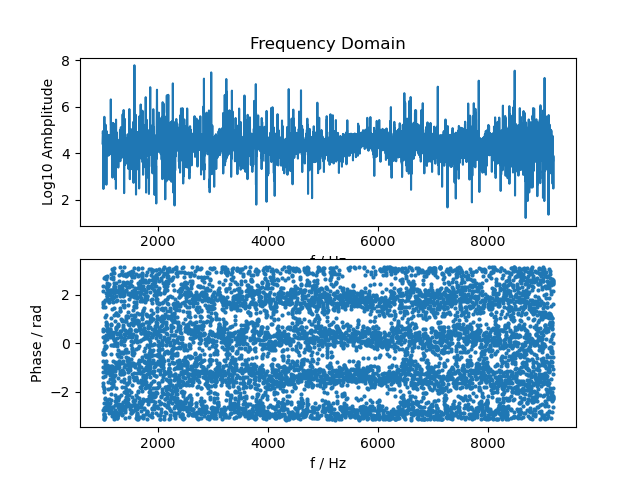 Frequency Domain
8
6
4
2
Log10 Ambplitude
2000 4000 6000 8000
f / Hz
2
0
−2
Phase / rad
2000 4000 6000 8000
f / Hz